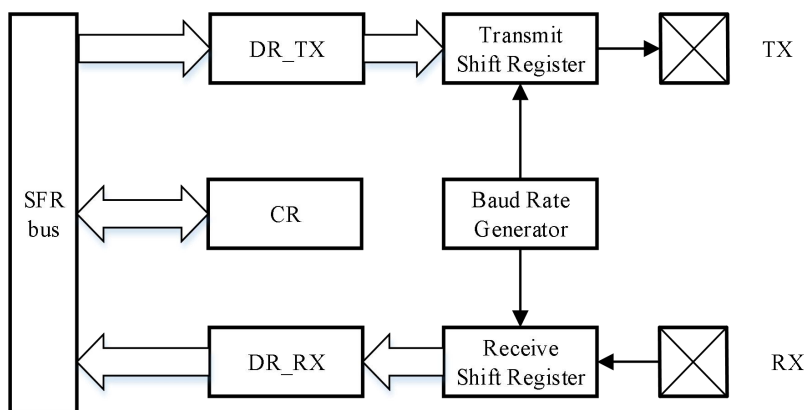 DR_TX
Transmit
Shift Register
TX
SFR
bus
CR
Baud Rate
Generator
DR_RX
Receive
Shift Register
RX